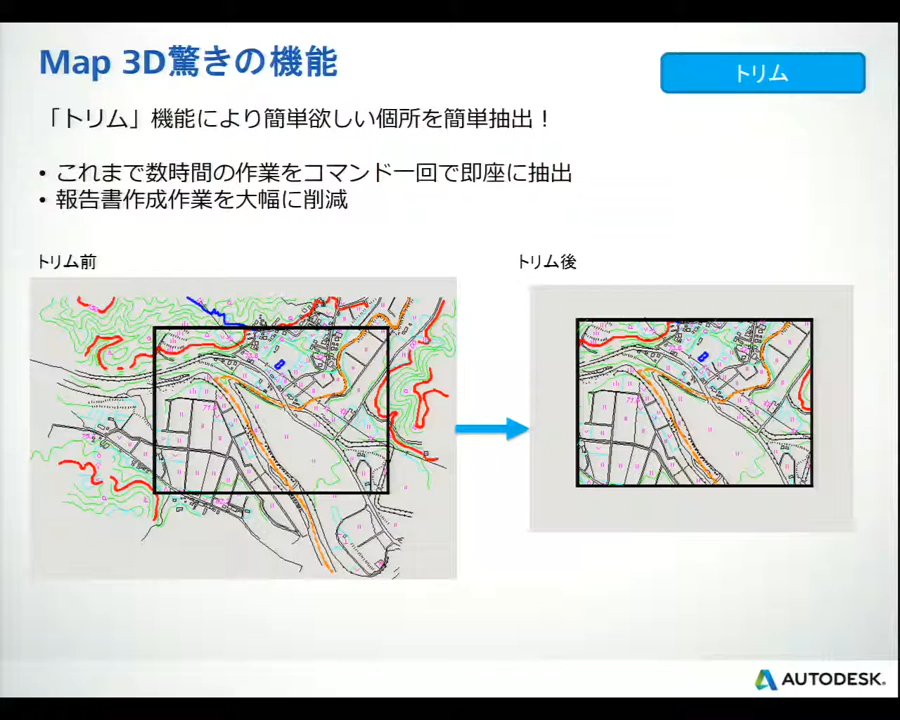 Map 3D驚きの機能
トリム
「トリム」機能により簡単欲しい個所を簡単抽出！
• これまで数時間の作業をコマンド一回で即座に抽出
• 報告書作成作業を大幅に削減
トリム前
トリム後
AUTODESK.